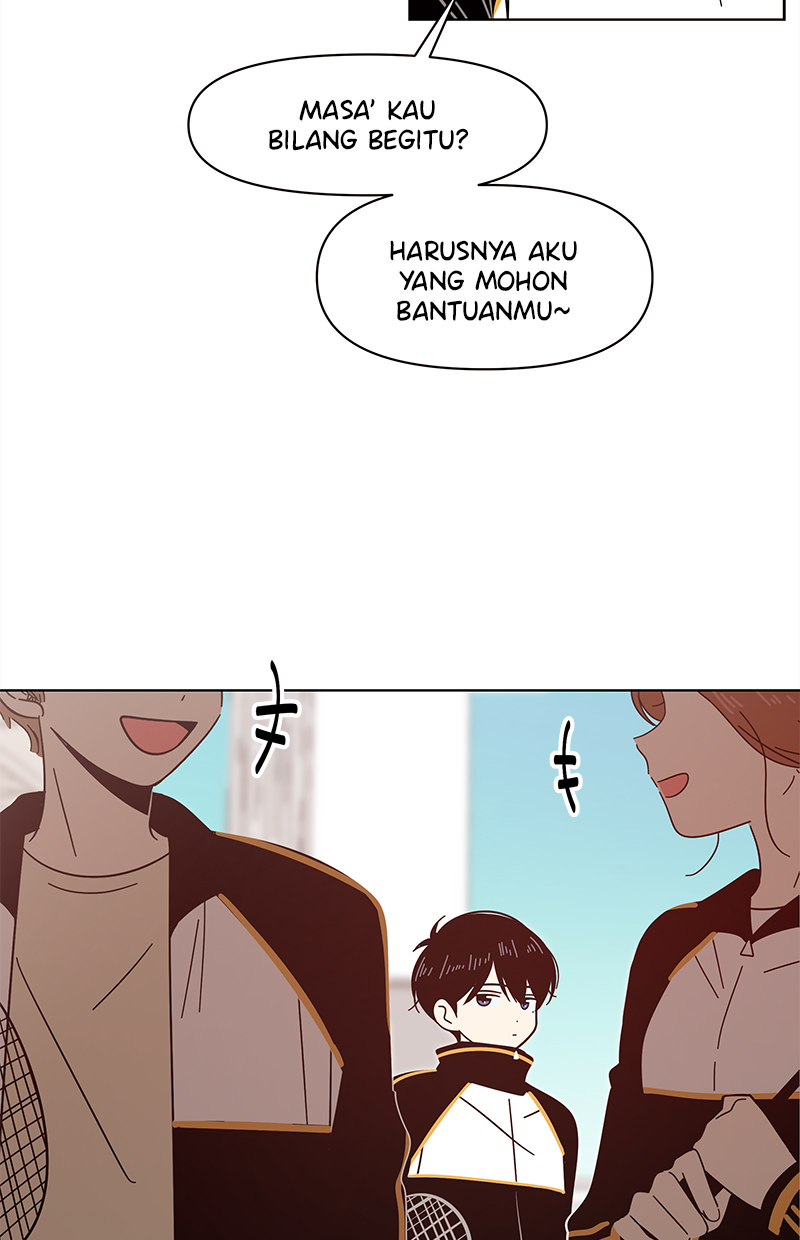 MASA' KAU
BILANG BEGITU?
HARUSNYA AKU
YANG MOHON
BANTUANMU~